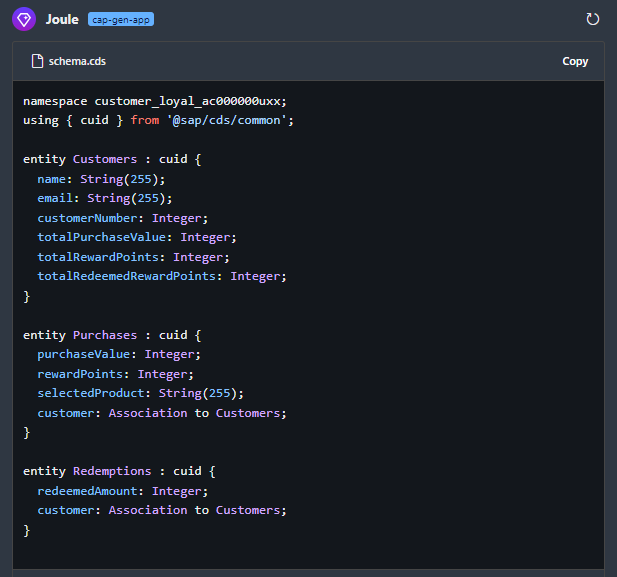 Joule cap-gen-app
schema.cds Copy
namespace customer_loyal_ac000000uxx;
using { cuid } from '@sap/cds/common';
entity Customers : cuid {
name: String(255);
email: String(255);
customerNumber: Integer;
totalPurchaseValue: Integer;
totalRewardPoints: Integer;
totalRedeemedRewardPoints: Integer;
}
entity Purchases : cuid {
purchaseValue: Integer;
rewardPoints: Integer;
selectedProduct: String(255);
customer: Association to Customers;
}
entity Redemptions : cuid {
redeemedAmount: Integer;
customer: Association to Customers;
}